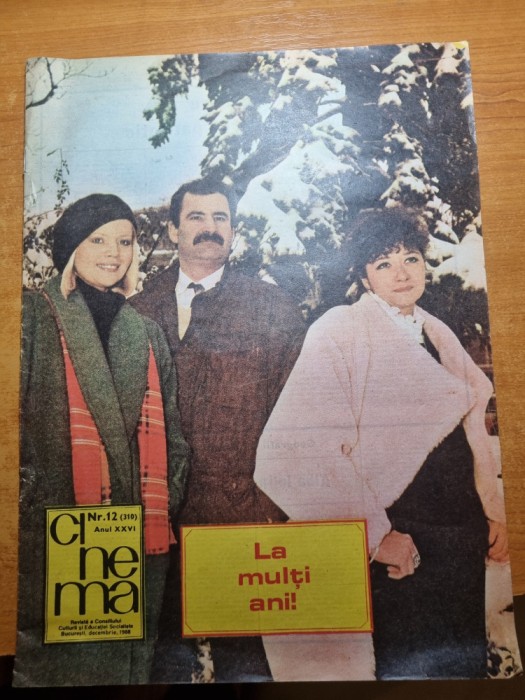 Nr. 12 (310)
Anul XXVI
cinema
Revistă a Consiliului
Culturii și Educației Socialiste
București, decembrie, 1988
La
mulți
ani!